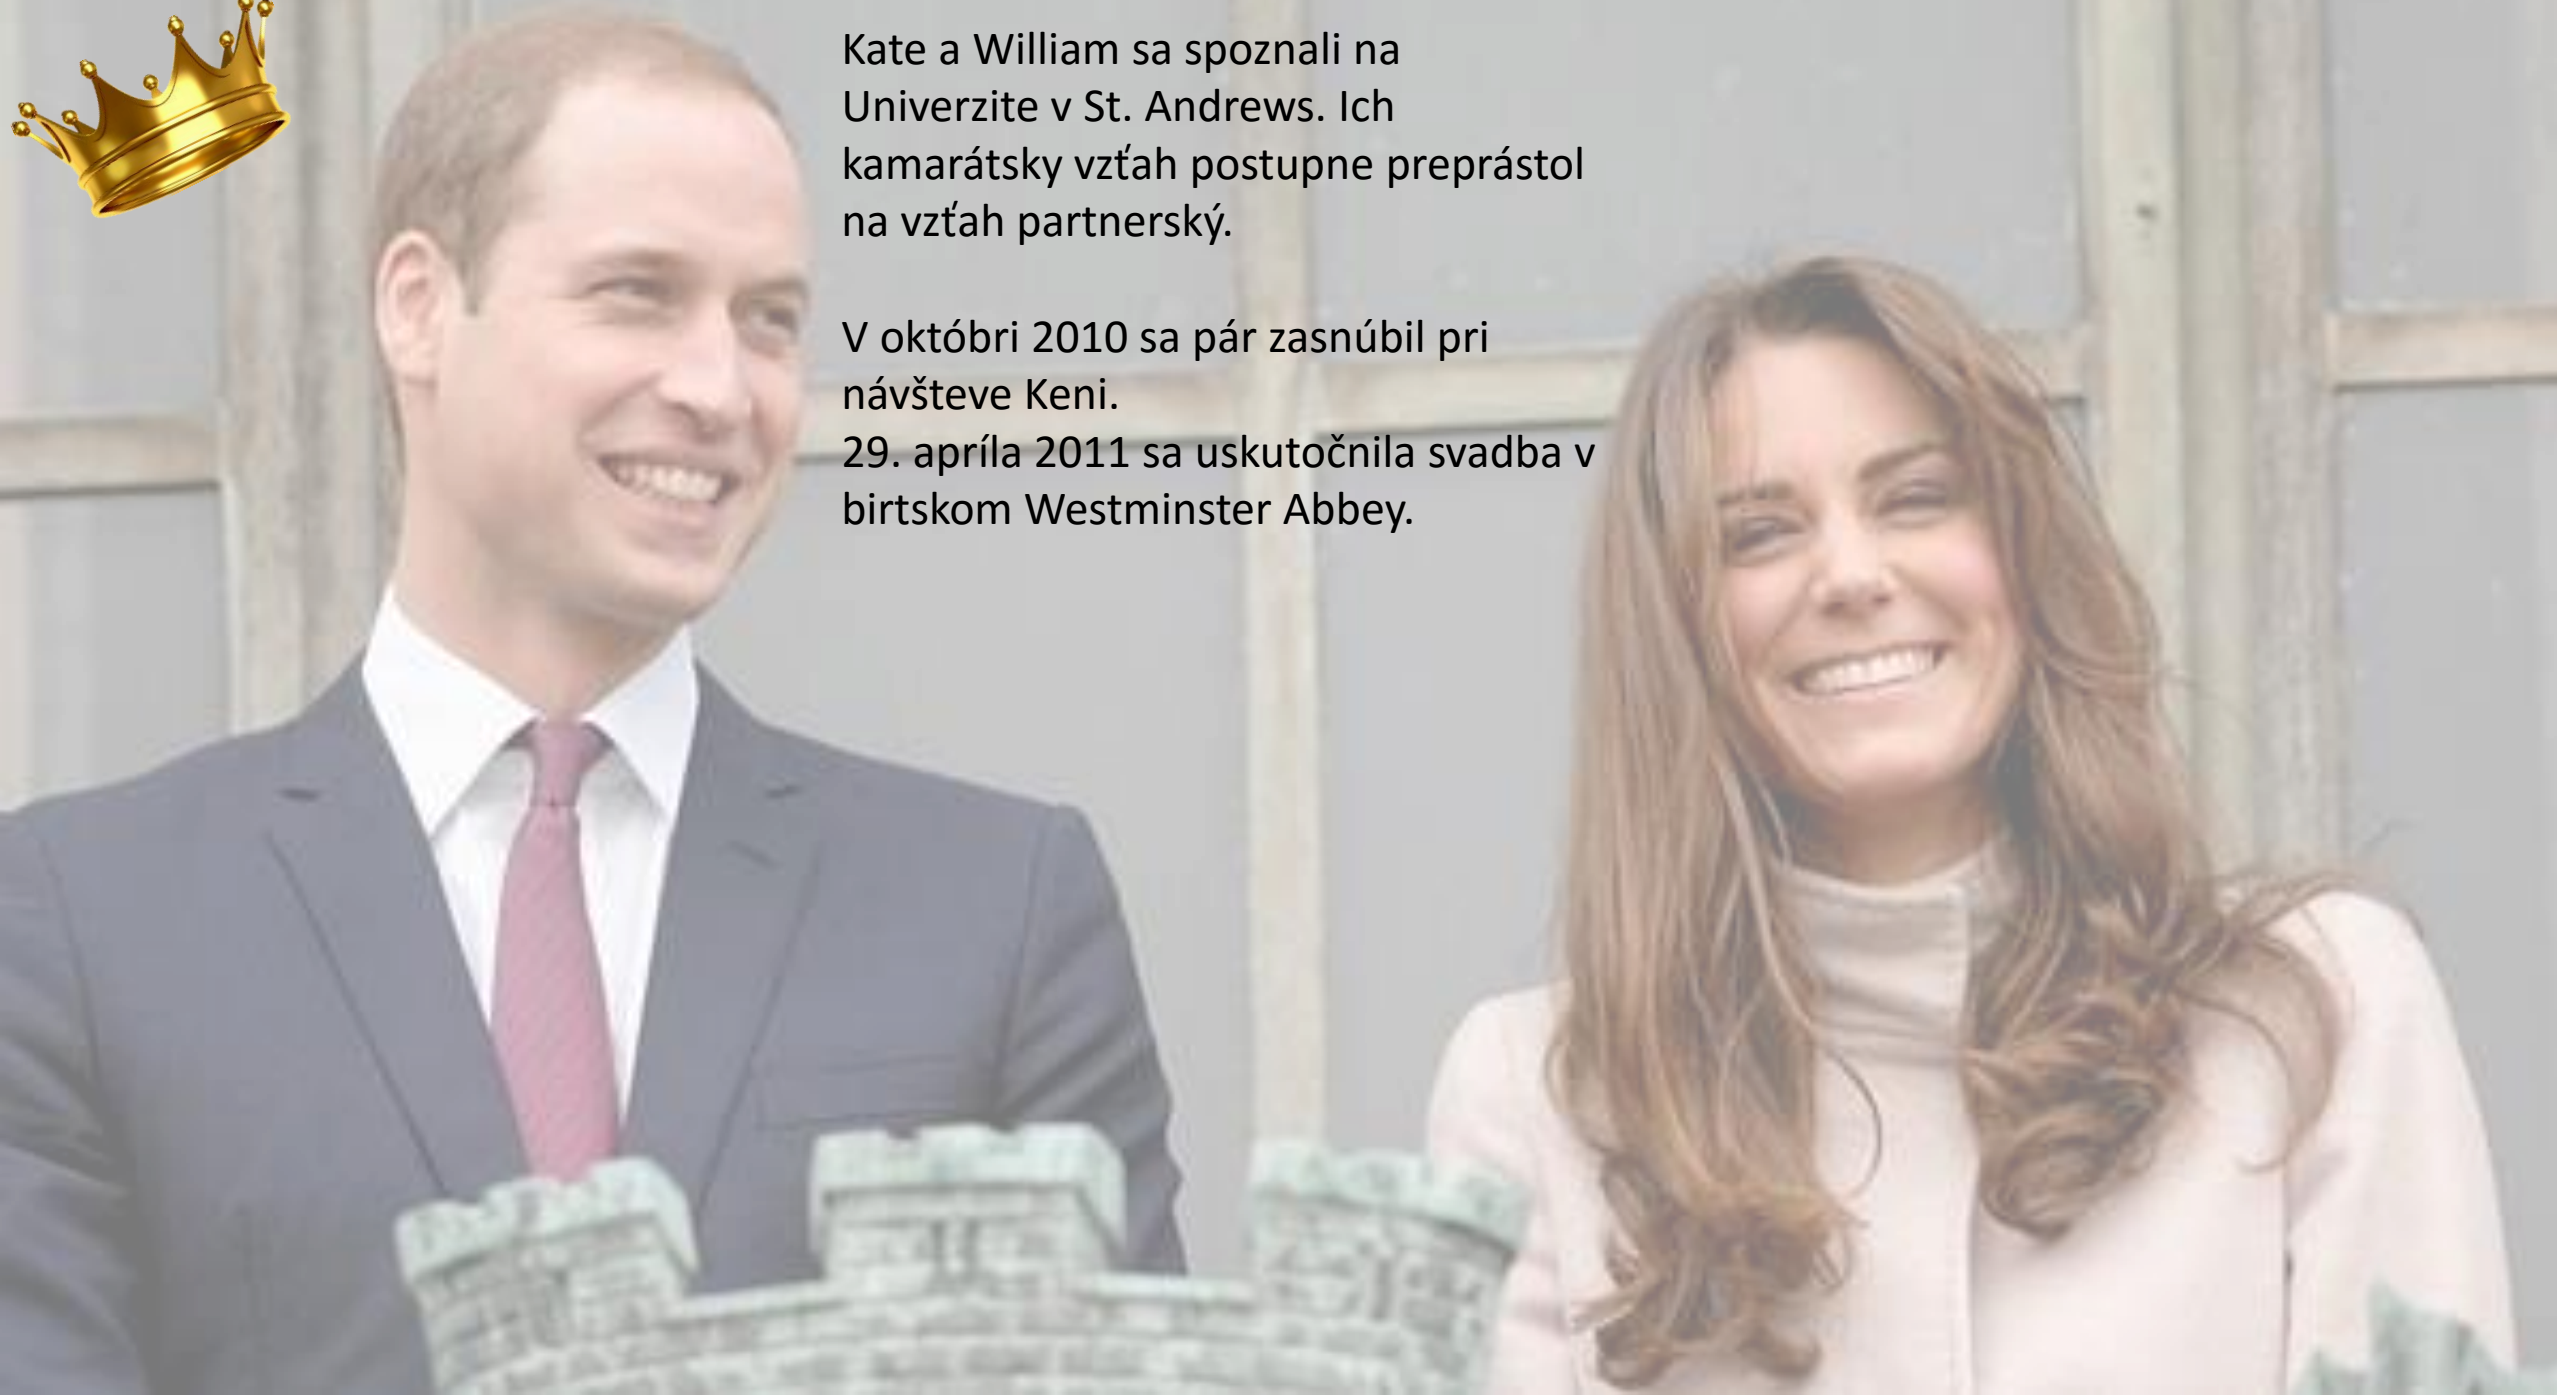 Kate a William sa spoznali na
Univerzite v St. Andrews. Ich
kamarátsky vzťah postupne preprástol
na vzťah partnerský.
V októbri 2010 sa pár zasnúbil pri
návšteve Keni.
29. apríla 2011 sa uskutočnila svadba v
birtskom Westminster Abbey.